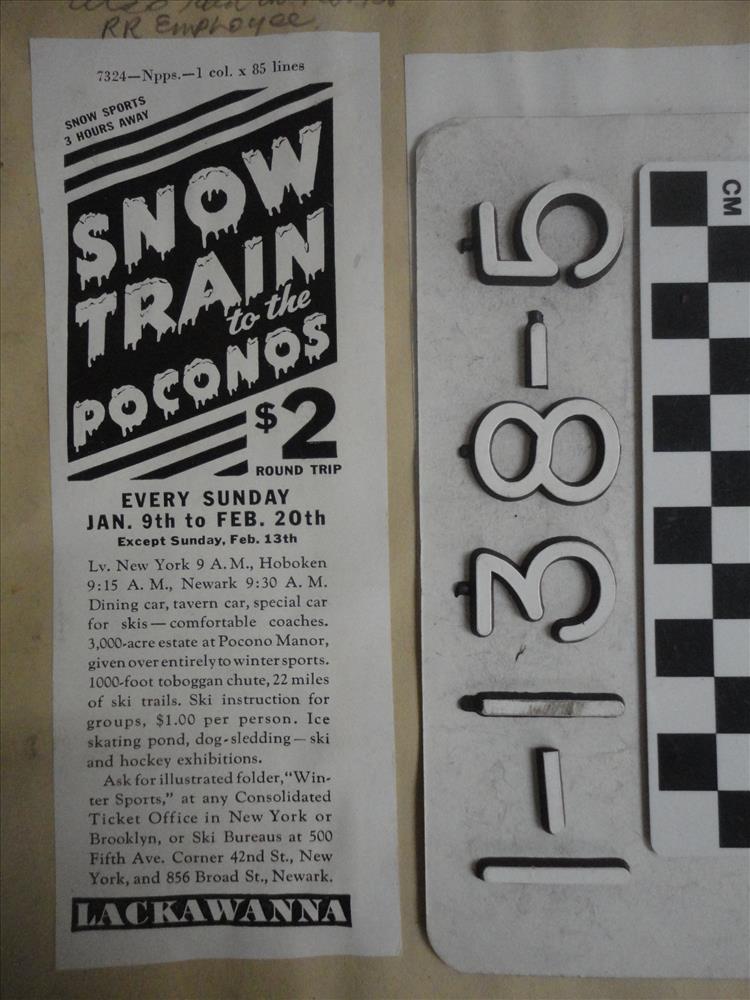 RR Employee
7324—Npps.—1 col. x 85 lines
SNOW SPORTS
3 HOURS AWAY
SNOW
TRAIN
to the
POCONOS
$2
ROUND TRIP
EVERY SUNDAY
JAN. 9th to FEB. 20th
Except Sunday, Feb. 13th
Lv. New York 9 A.M., Hoboken
9:15 A. M., Newark 9:30 A. M.
Dining car, tavern car, special car
for skis—comfortable coaches.
3,000-acre estate at Pocono Manor,
given over entirely to winter sports.
1000-foot toboggan chute, 22 miles
of ski trails. Ski instruction for
groups, $1.00 per person. Ice
skating pond, dog-sledding—ski
and hockey exhibitions.
Ask for illustrated folder, "Win-
ter Sports," at any Consolidated
Ticket Office in New York or
Brooklyn, or Ski Bureaus at 500
Fifth Ave. Corner 42nd St., New
York, and 856 Broad St., Newark.
LACKAWANNA
1-138-5
CM